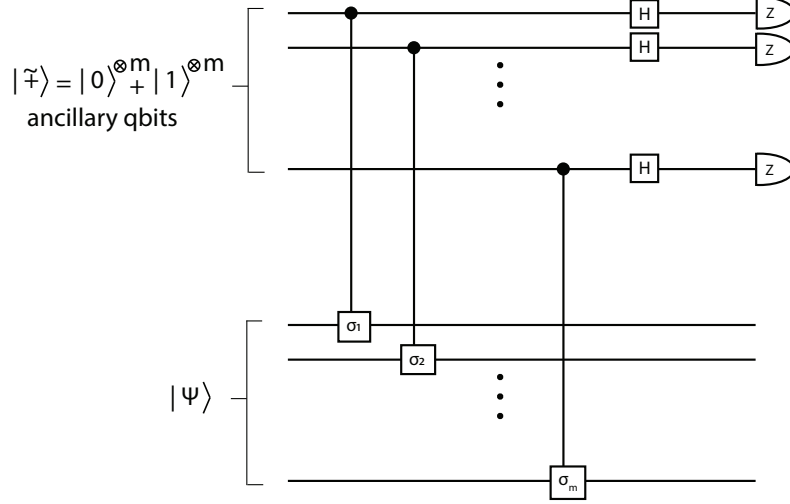 H Z
H Z
| ∓̃ ⟩ = | 0 ⟩⊗m + | 1 ⟩⊗m
ancillary qbits
H Z
σ1
σ2
| Ψ ⟩
σm